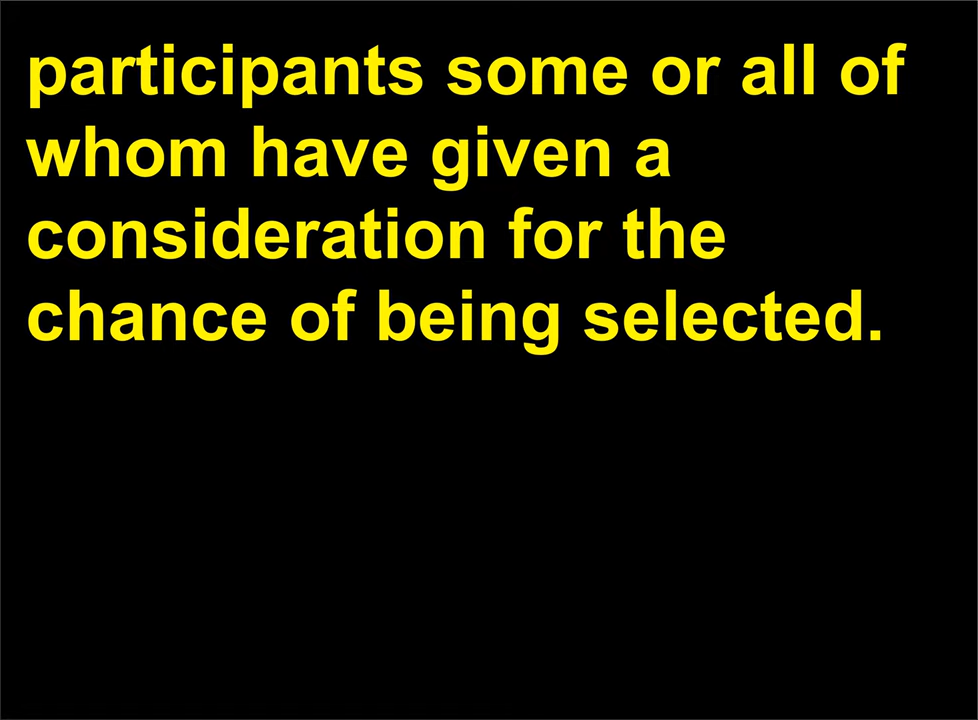 participants some or all of
whom have given a
consideration for the
chance of being selected.